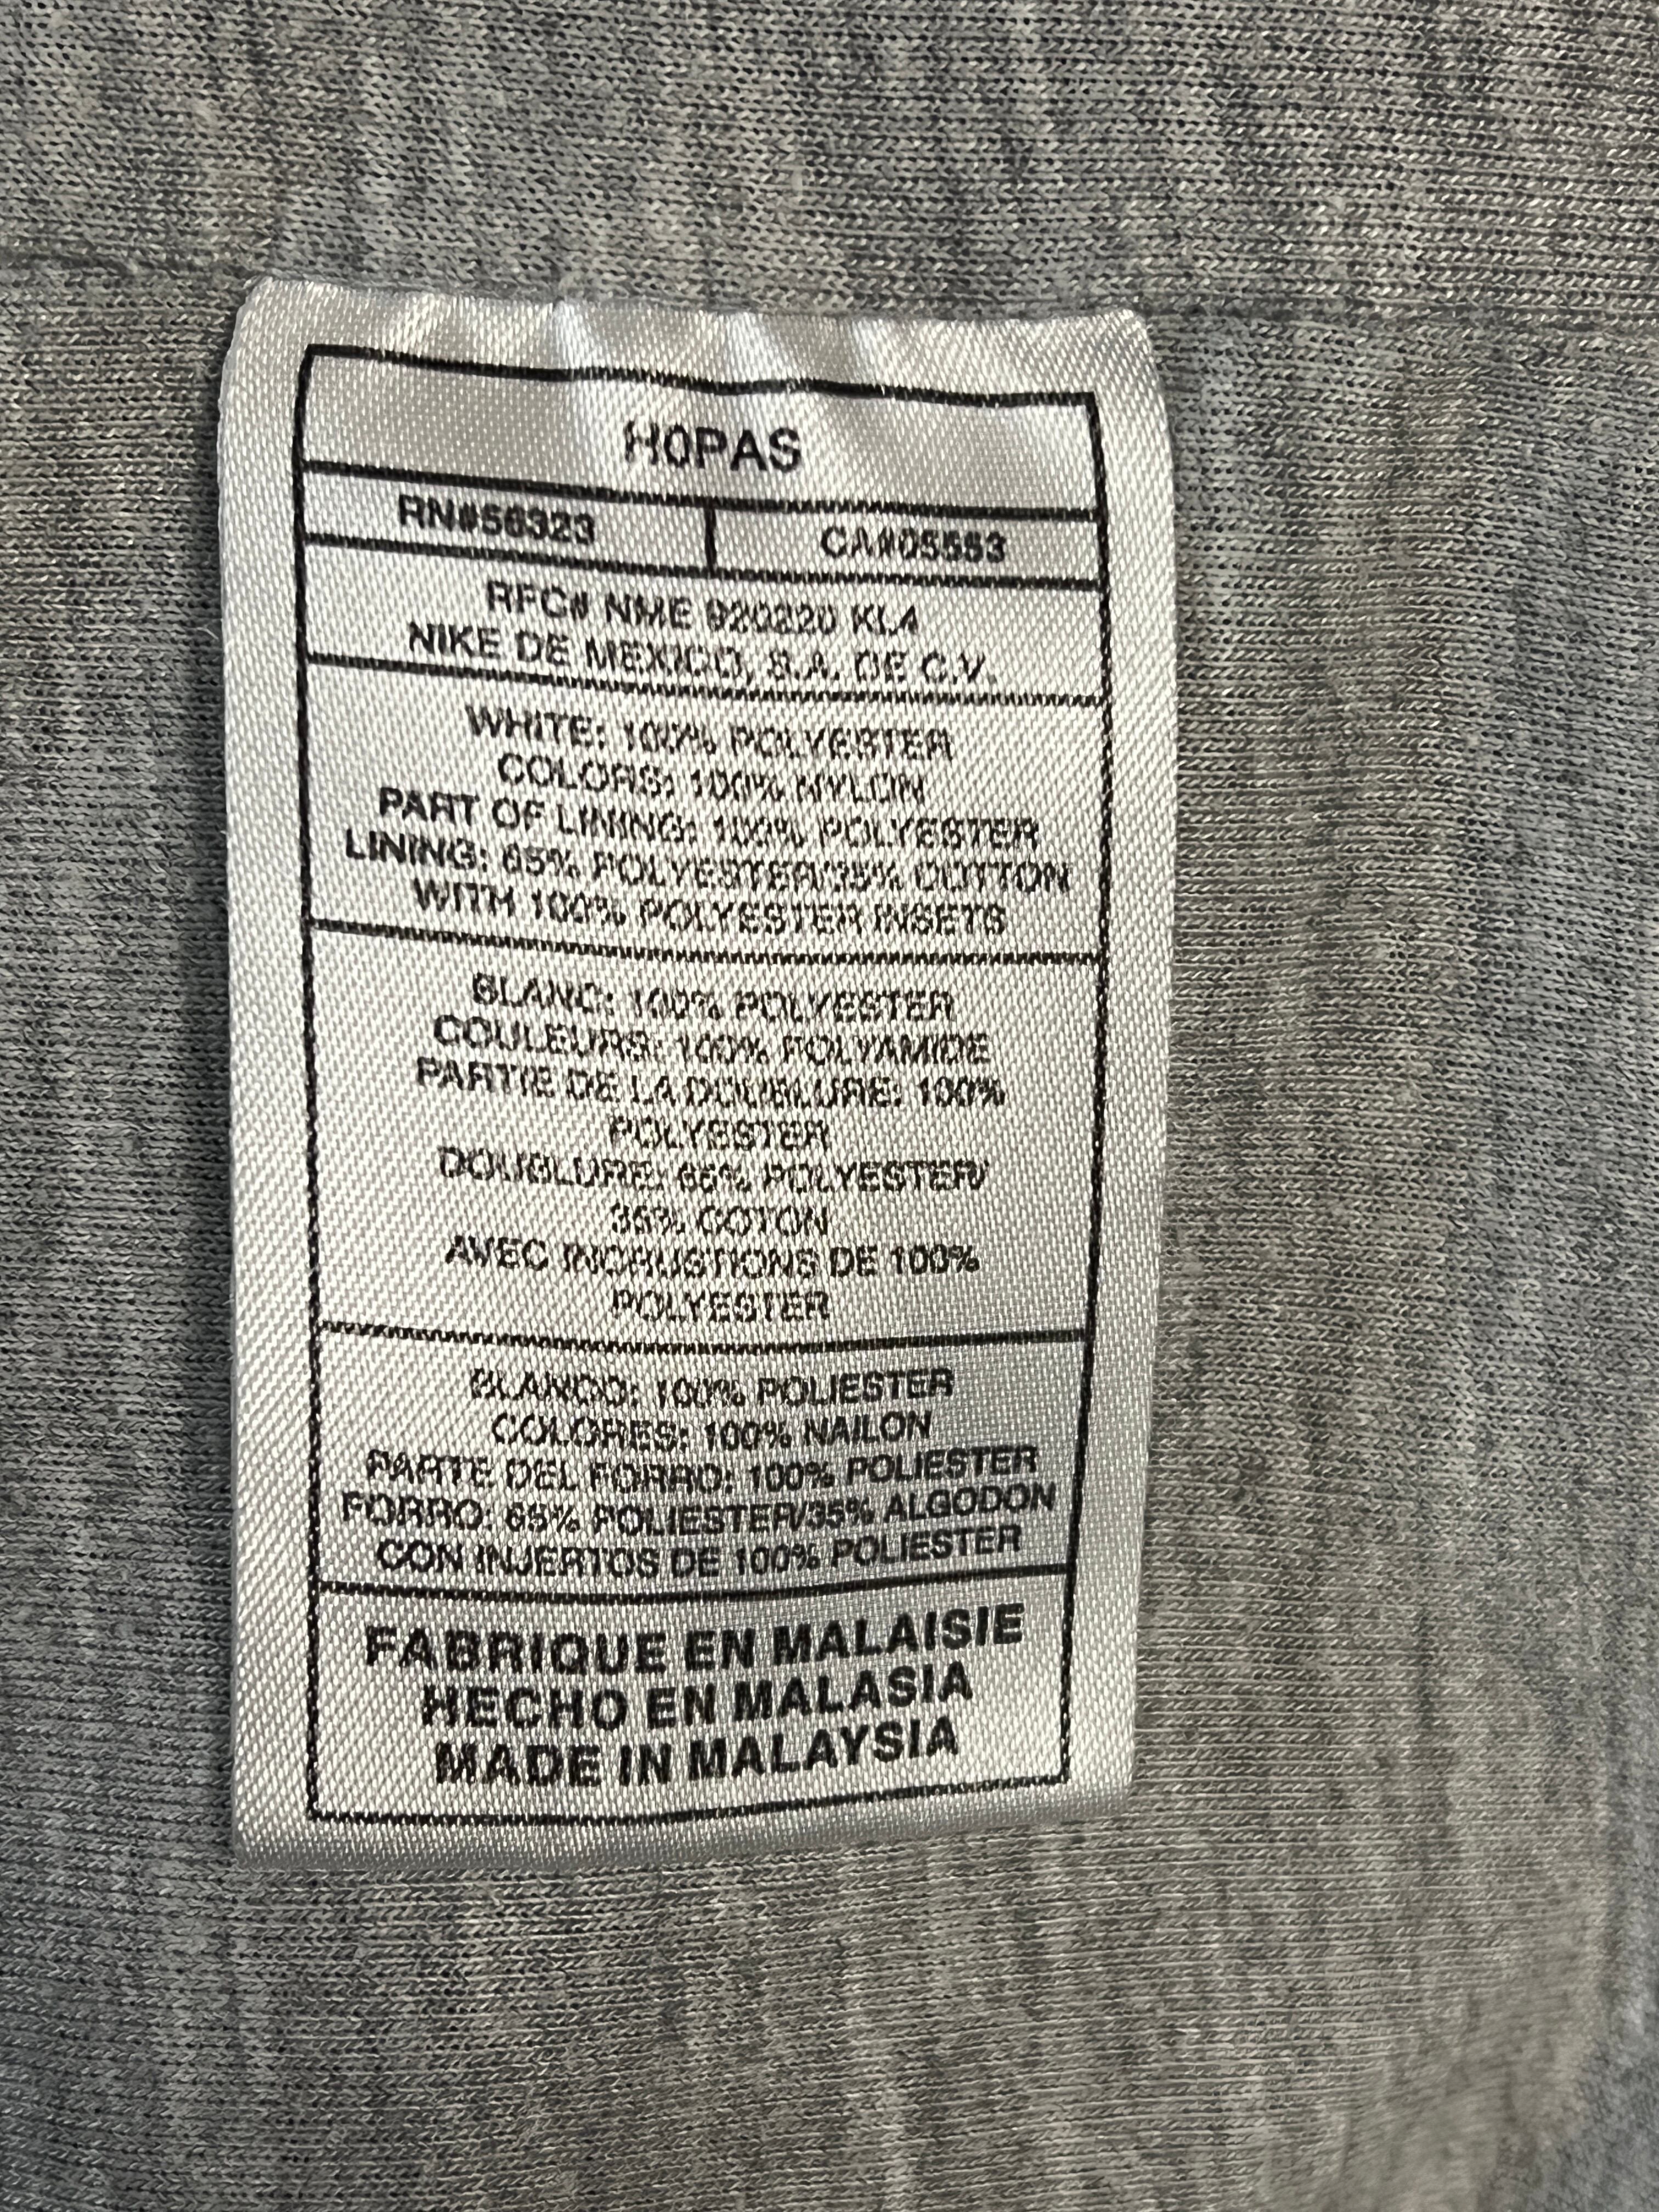 H0PAS
RN#56323 CA#05553
RFC# NME 920220 KL4
NIKE DE MEXICO, S.A. DE C.V.
WHITE: 100% POLYESTER
COLORS: 100% NYLON
PART OF LINING: 100% POLYESTER
LINING: 65% POLYESTER/35% COTTON
WITH 100% POLYESTER INSETS
BLANC: 100% POLYESTER
COULEURS: 100% POLYAMIDE
PARTIE DE LA DOUBLURE: 100%
POLYESTER
DOUBLURE: 65% POLYESTER/
35% COTON
AVEC INCRUSTIONS DE 100%
POLYESTER
BLANCO: 100% POLIESTER
COLORES: 100% NAILON
PARTE DEL FORRO: 100% POLIESTER
FORRO: 65% POLIESTER/35% ALGODON
CON INJERTOS DE 100% POLIESTER
FABRIQUE EN MALAISIE
HECHO EN MALASIA
MADE IN MALAYSIA